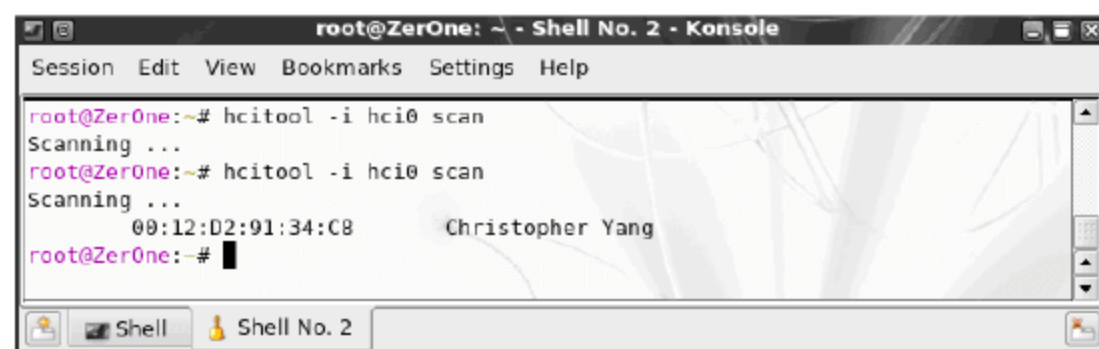 root@ZerOne: ~ - Shell No. 2 - Konsole
Session Edit View Bookmarks Settings Help
root@ZerOne:~# hcitool -i hci0 scan
Scanning ...
root@ZerOne:~# hcitool -i hci0 scan
Scanning ...
00:12:D2:91:34:C8 Christopher Yang
root@ZerOne:~#
Shell Shell No. 2